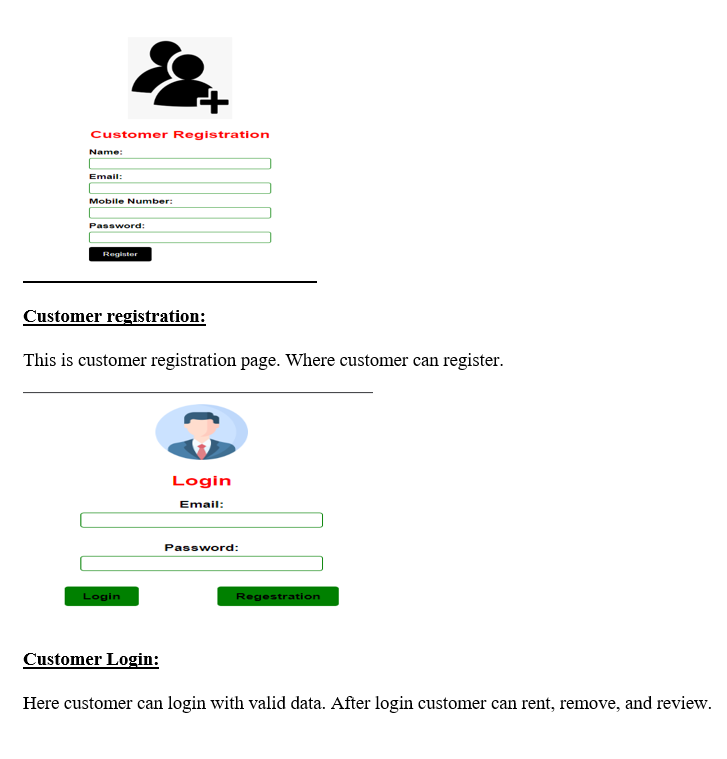 Customer Registration
Name:
Email:
Mobile Number:
Password:
Register
Customer registration:
This is customer registration page. Where customer can register.
Login
Email:
Password:
Login Regestration
Customer Login:
Here customer can login with valid data. After login customer can rent, remove, and review.